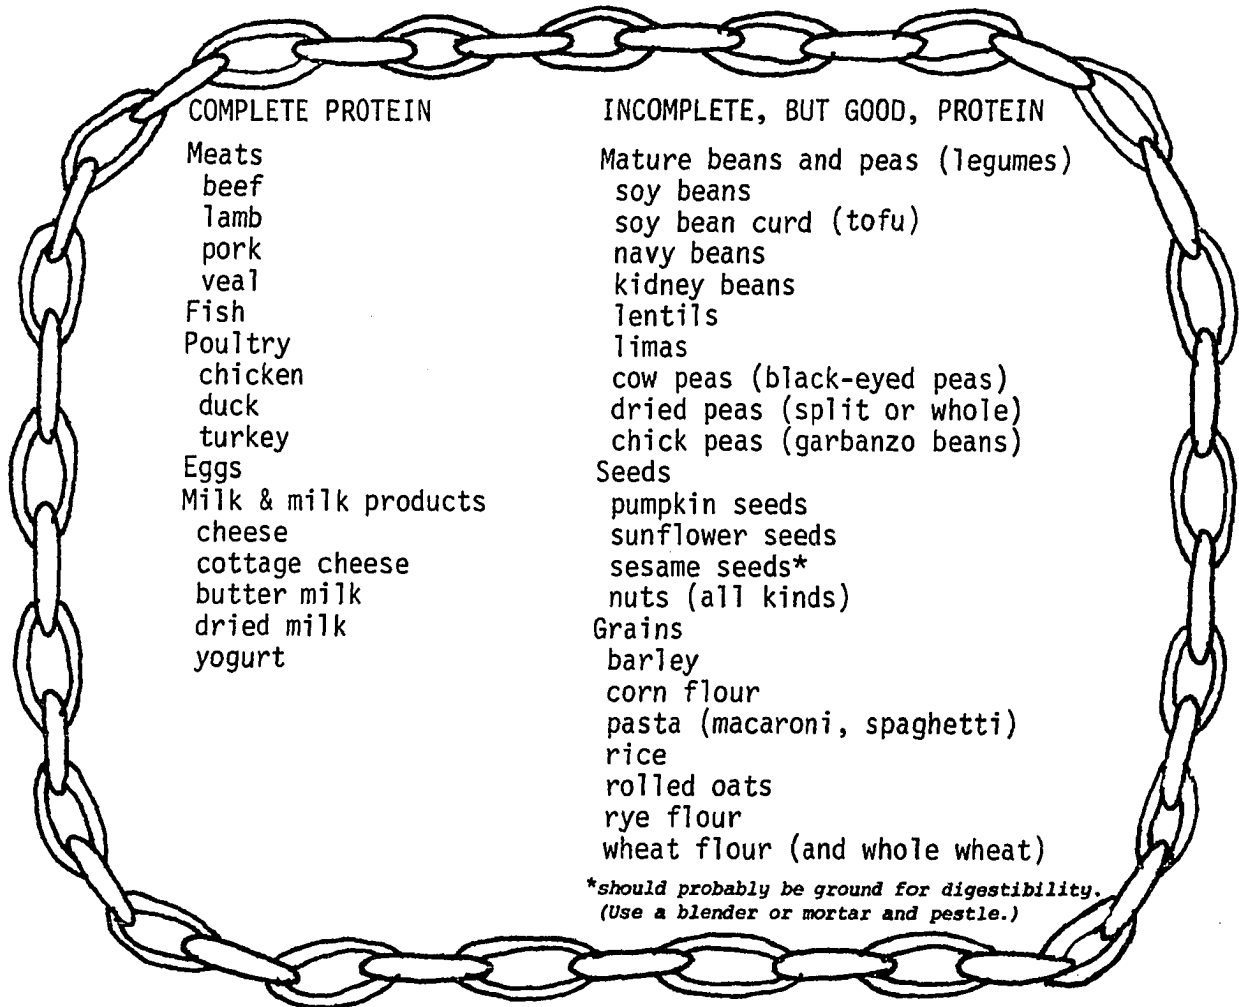 COMPLETE PROTEIN
Meats
beef
lamb
pork
veal
Fish
Poultry
chicken
duck
turkey
Eggs
Milk & milk products
cheese
cottage cheese
butter milk
dried milk
yogurt
INCOMPLETE, BUT GOOD, PROTEIN
Mature beans and peas (legumes)
soy beans
soy bean curd (tofu)
navy beans
kidney beans
lentils
limas
cow peas (black-eyed peas)
dried peas (split or whole)
chick peas (garbanzo beans)
Seeds
pumpkin seeds
sunflower seeds
sesame seeds*
nuts (all kinds)
Grains
barley
corn flour
pasta (macaroni, spaghetti)
rice
rolled oats
rye flour
wheat flour (and whole wheat)
*should probably be ground for digestibility.
(Use a blender or mortar and pestle.)